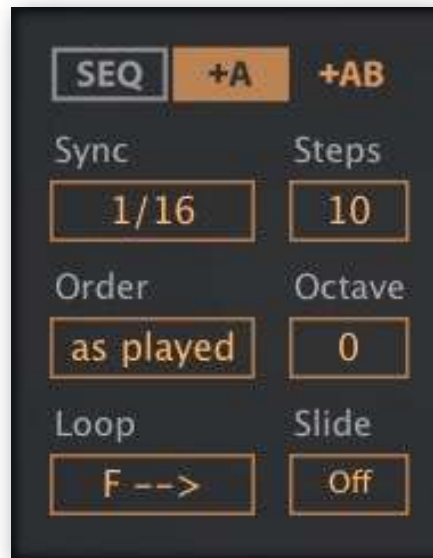 SEQ +A +AB
Sync Steps
1/16 10
Order Octave
as played 0
Loop Slide
F --> Off